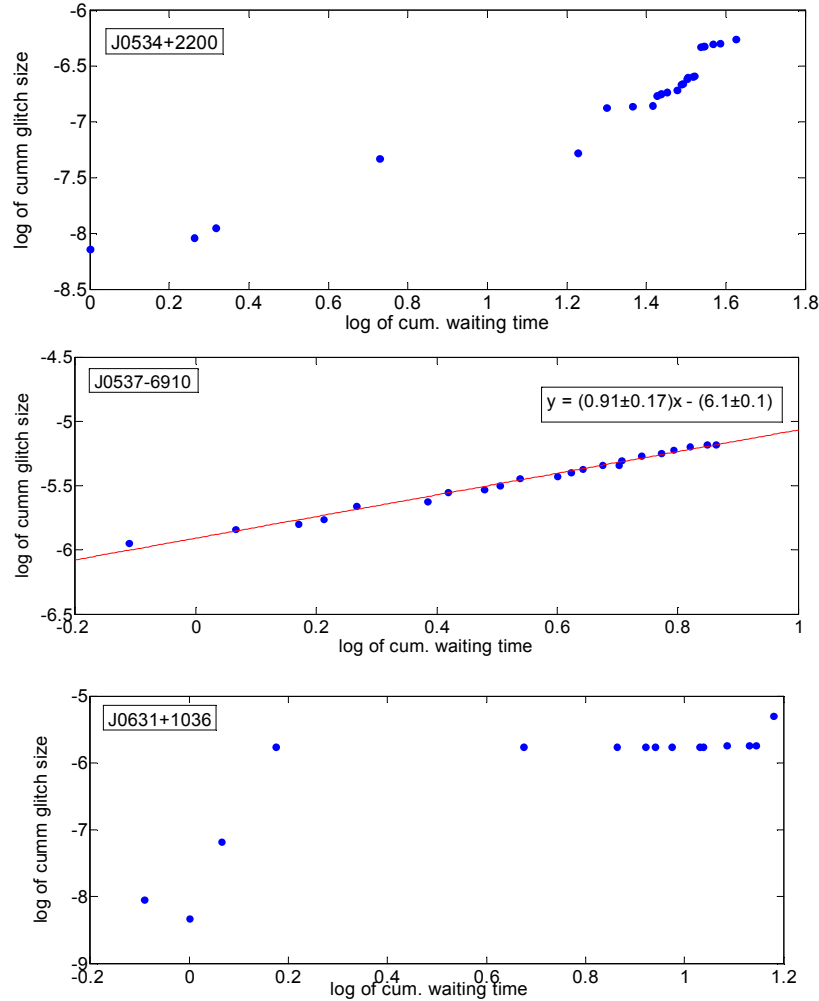 -6
J0534+2200
-6.5
-7
-7.5
-8
-8.5
0 0.2 0.4 0.6 0.8 1 1.2 1.4 1.6 1.8
log of cum. waiting time
log of cumm glitch size
-4.5
J0537-6910
y = (0.91±0.17)x - (6.1±0.1)
-5
-5.5
-6
-6.5
-0.2 0 0.2 0.4 0.6 0.8 1
log of cum. waiting time
log of cumm glitch size
-5
J0631+1036
-6
-7
-8
-9
-0.2 0 0.2 0.4 0.6 0.8 1 1.2
log of cum. waiting time
log of cumm glitch size